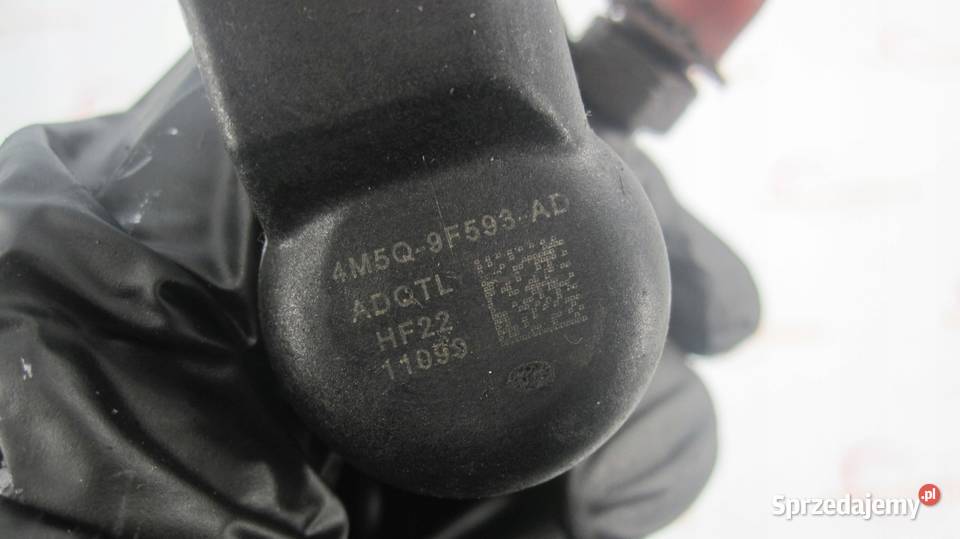 4M5Q-9F593-AD
ADQTL
HF22
11099
Sprzedajemy.pl